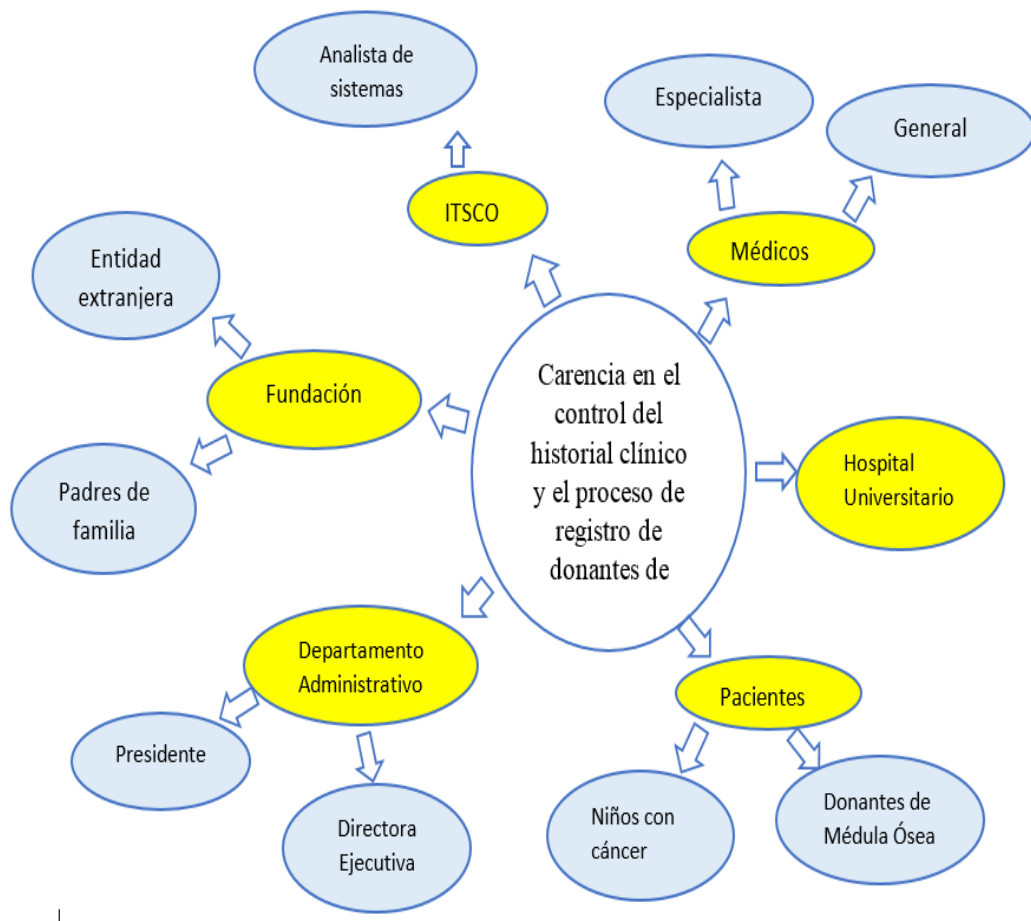 Analista de
sistemas
Especialista
General
ITSCO
Médicos
Entidad
extranjera
Fundación
Carencia en el
control del
historial clínico
y el proceso de
registro de
donantes de
Hospital
Universitario
Padres de
familia
Departamento
Administrativo
Pacientes
Presidente
Directora
Ejecutiva
Niños con
cáncer
Donantes de
Médula Ósea